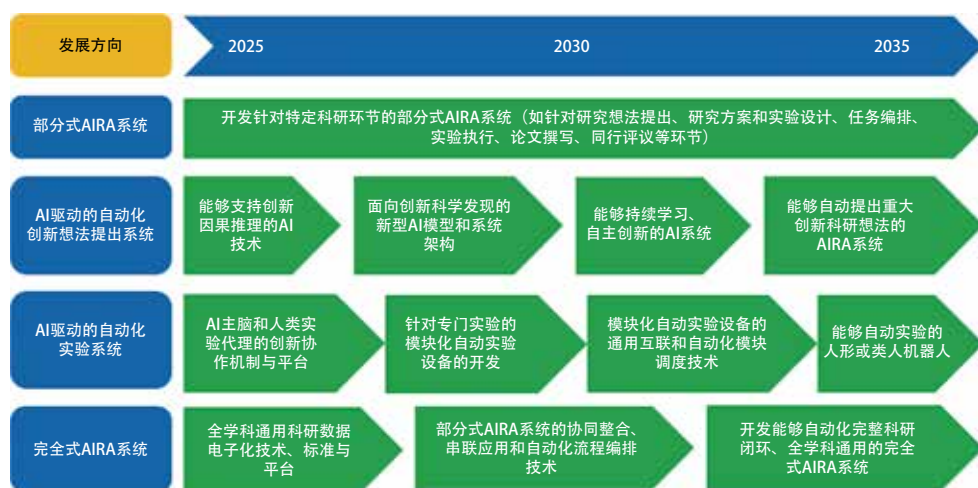 发展方向
2025
2030
2035
部分式AIRA系统
开发针对特定科研环节的部分式AIRA系统（如针对研究想法提出、研究方案和实验设计、任务编排、
实验执行、论文撰写、同行评议等环节）
AI驱动的自动化
创新想法提出系统
能够支持创新
因果推理的AI
技术
面向创新科学发现的
新型AI模型和系统
架构
能够持续学习、
自主创新的AI系统
能够自动提出重大
创新科研想法的
AIRA系统
AI驱动的自动化
实验系统
AI主脑和人类实
验代理的创新协
作机制与平台
针对专门实验的
模块化自动实验
设备的开发
模块化自动实验设备的
通用互联和自动化模块
调度技术
能够自动实验的
人形或类人机器人
完全式AIRA系统
全学科通用科研数据
电子化技术、标准与
平台
部分式AIRA系统的协同整合、
串联应用和自动化流程编排
技术
开发能够自动化完整科研
闭环、全学科通用的完全
式AIRA系统